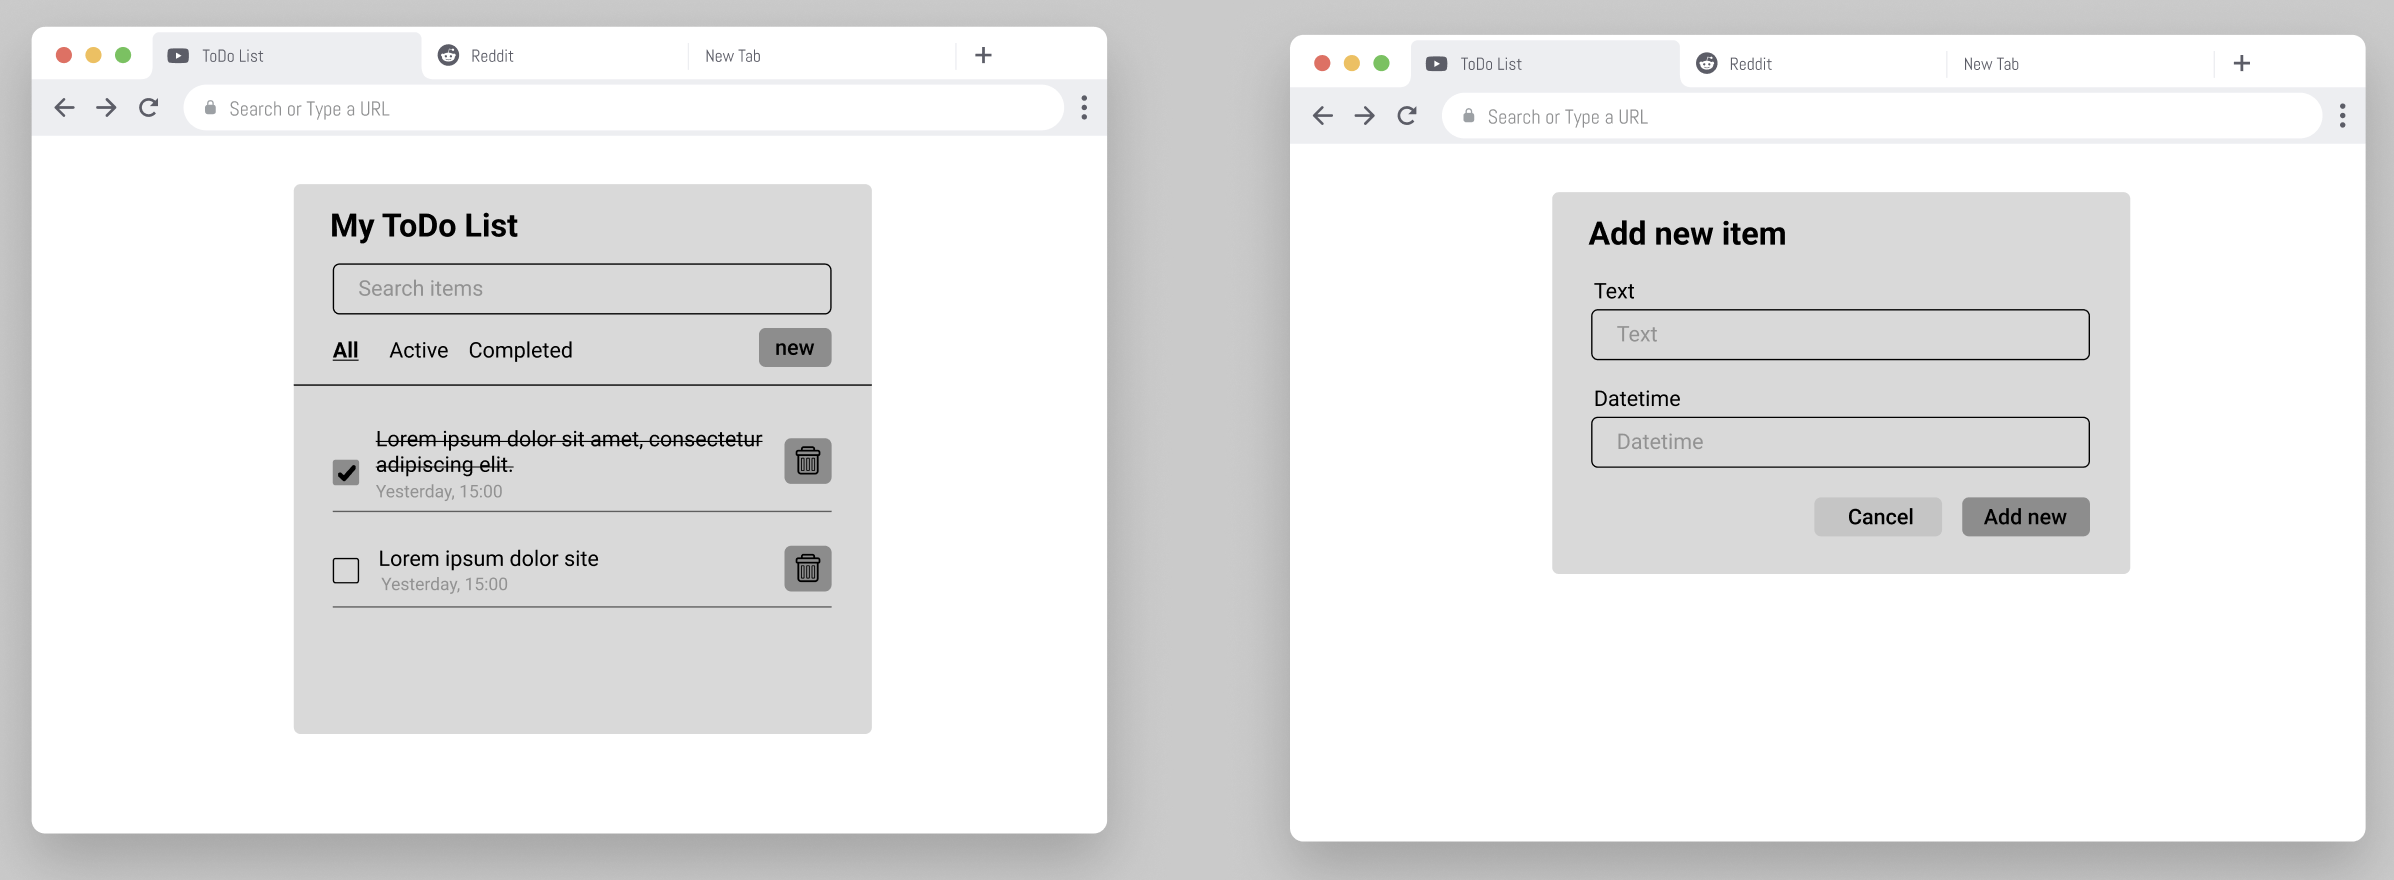 ToDo List
Reddit
New Tab
Search or Type a URL
My ToDo List
Search items
All Active Completed new
Lorem ipsum dolor sit amet, consectetur
adipiscing elit.
Yesterday, 15:00
Lorem ipsum dolor site
Yesterday, 15:00
ToDo List
Reddit
New Tab
Search or Type a URL
Add new item
Text
Text
Datetime
Datetime
Cancel
Add new